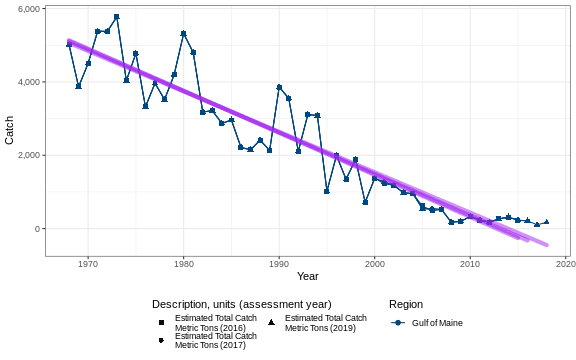 6,000
4,000
2,000
0
Catch
1970
1980
1990
2000
2010
2020
Year
Description, units (assessment year)
Estimated Total Catch
Metric Tons (2016)
Estimated Total Catch
Metric Tons (2017)
Estimated Total Catch
Metric Tons (2019)
Region
Gulf of Maine